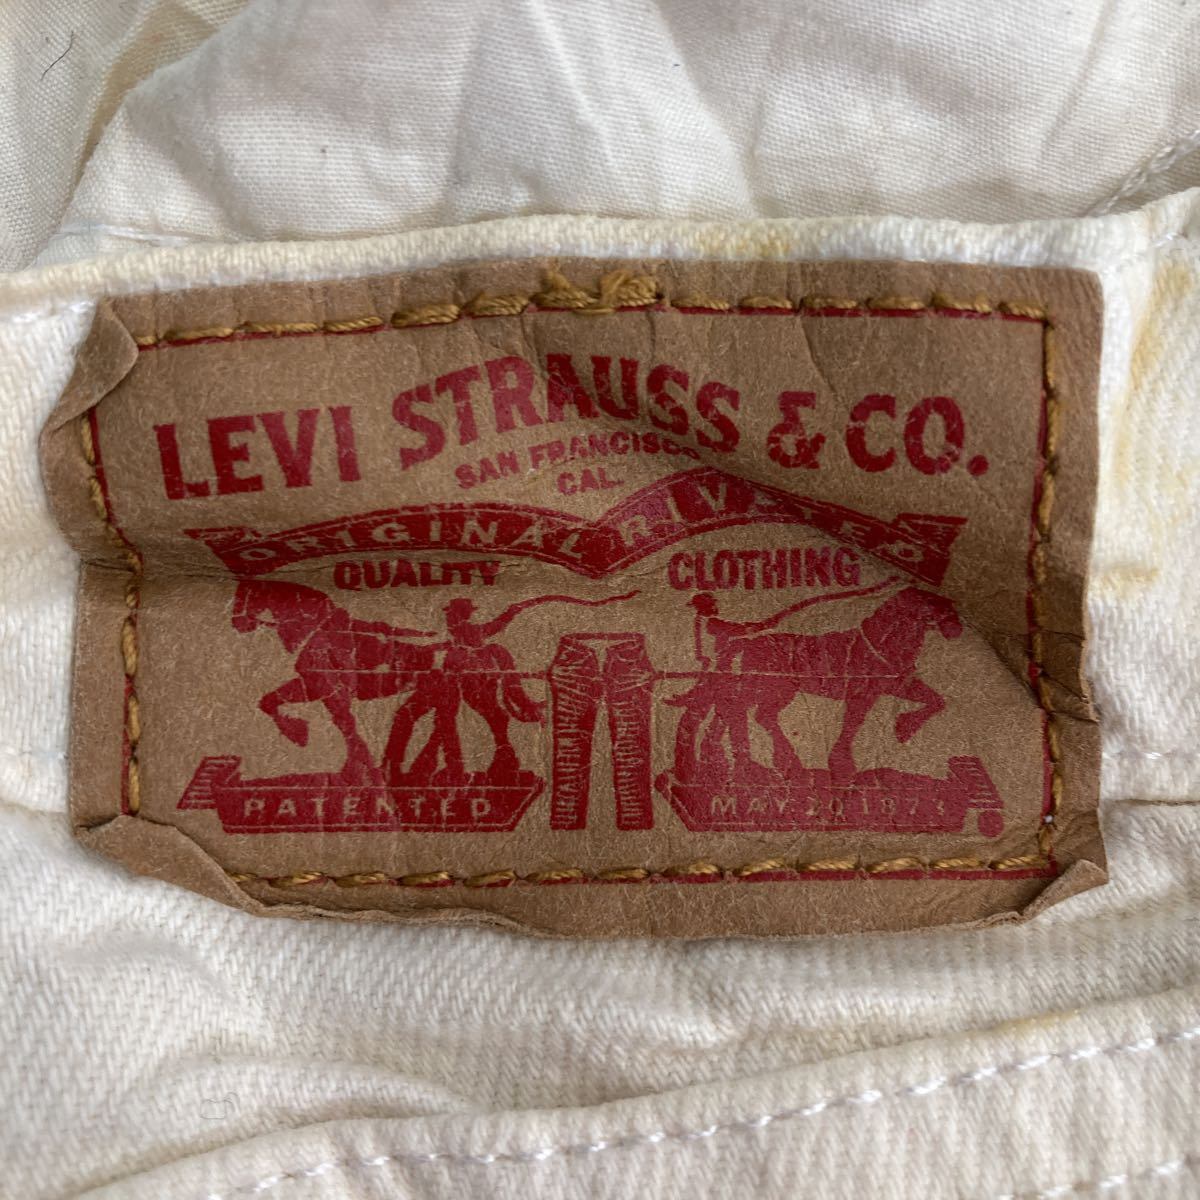 LEVI STRAUSS & CO.
SAN FRANCISCO
CAL.
ORIGINAL RIVETED
QUALITY CLOTHING
PATENTED MAY 20 1873